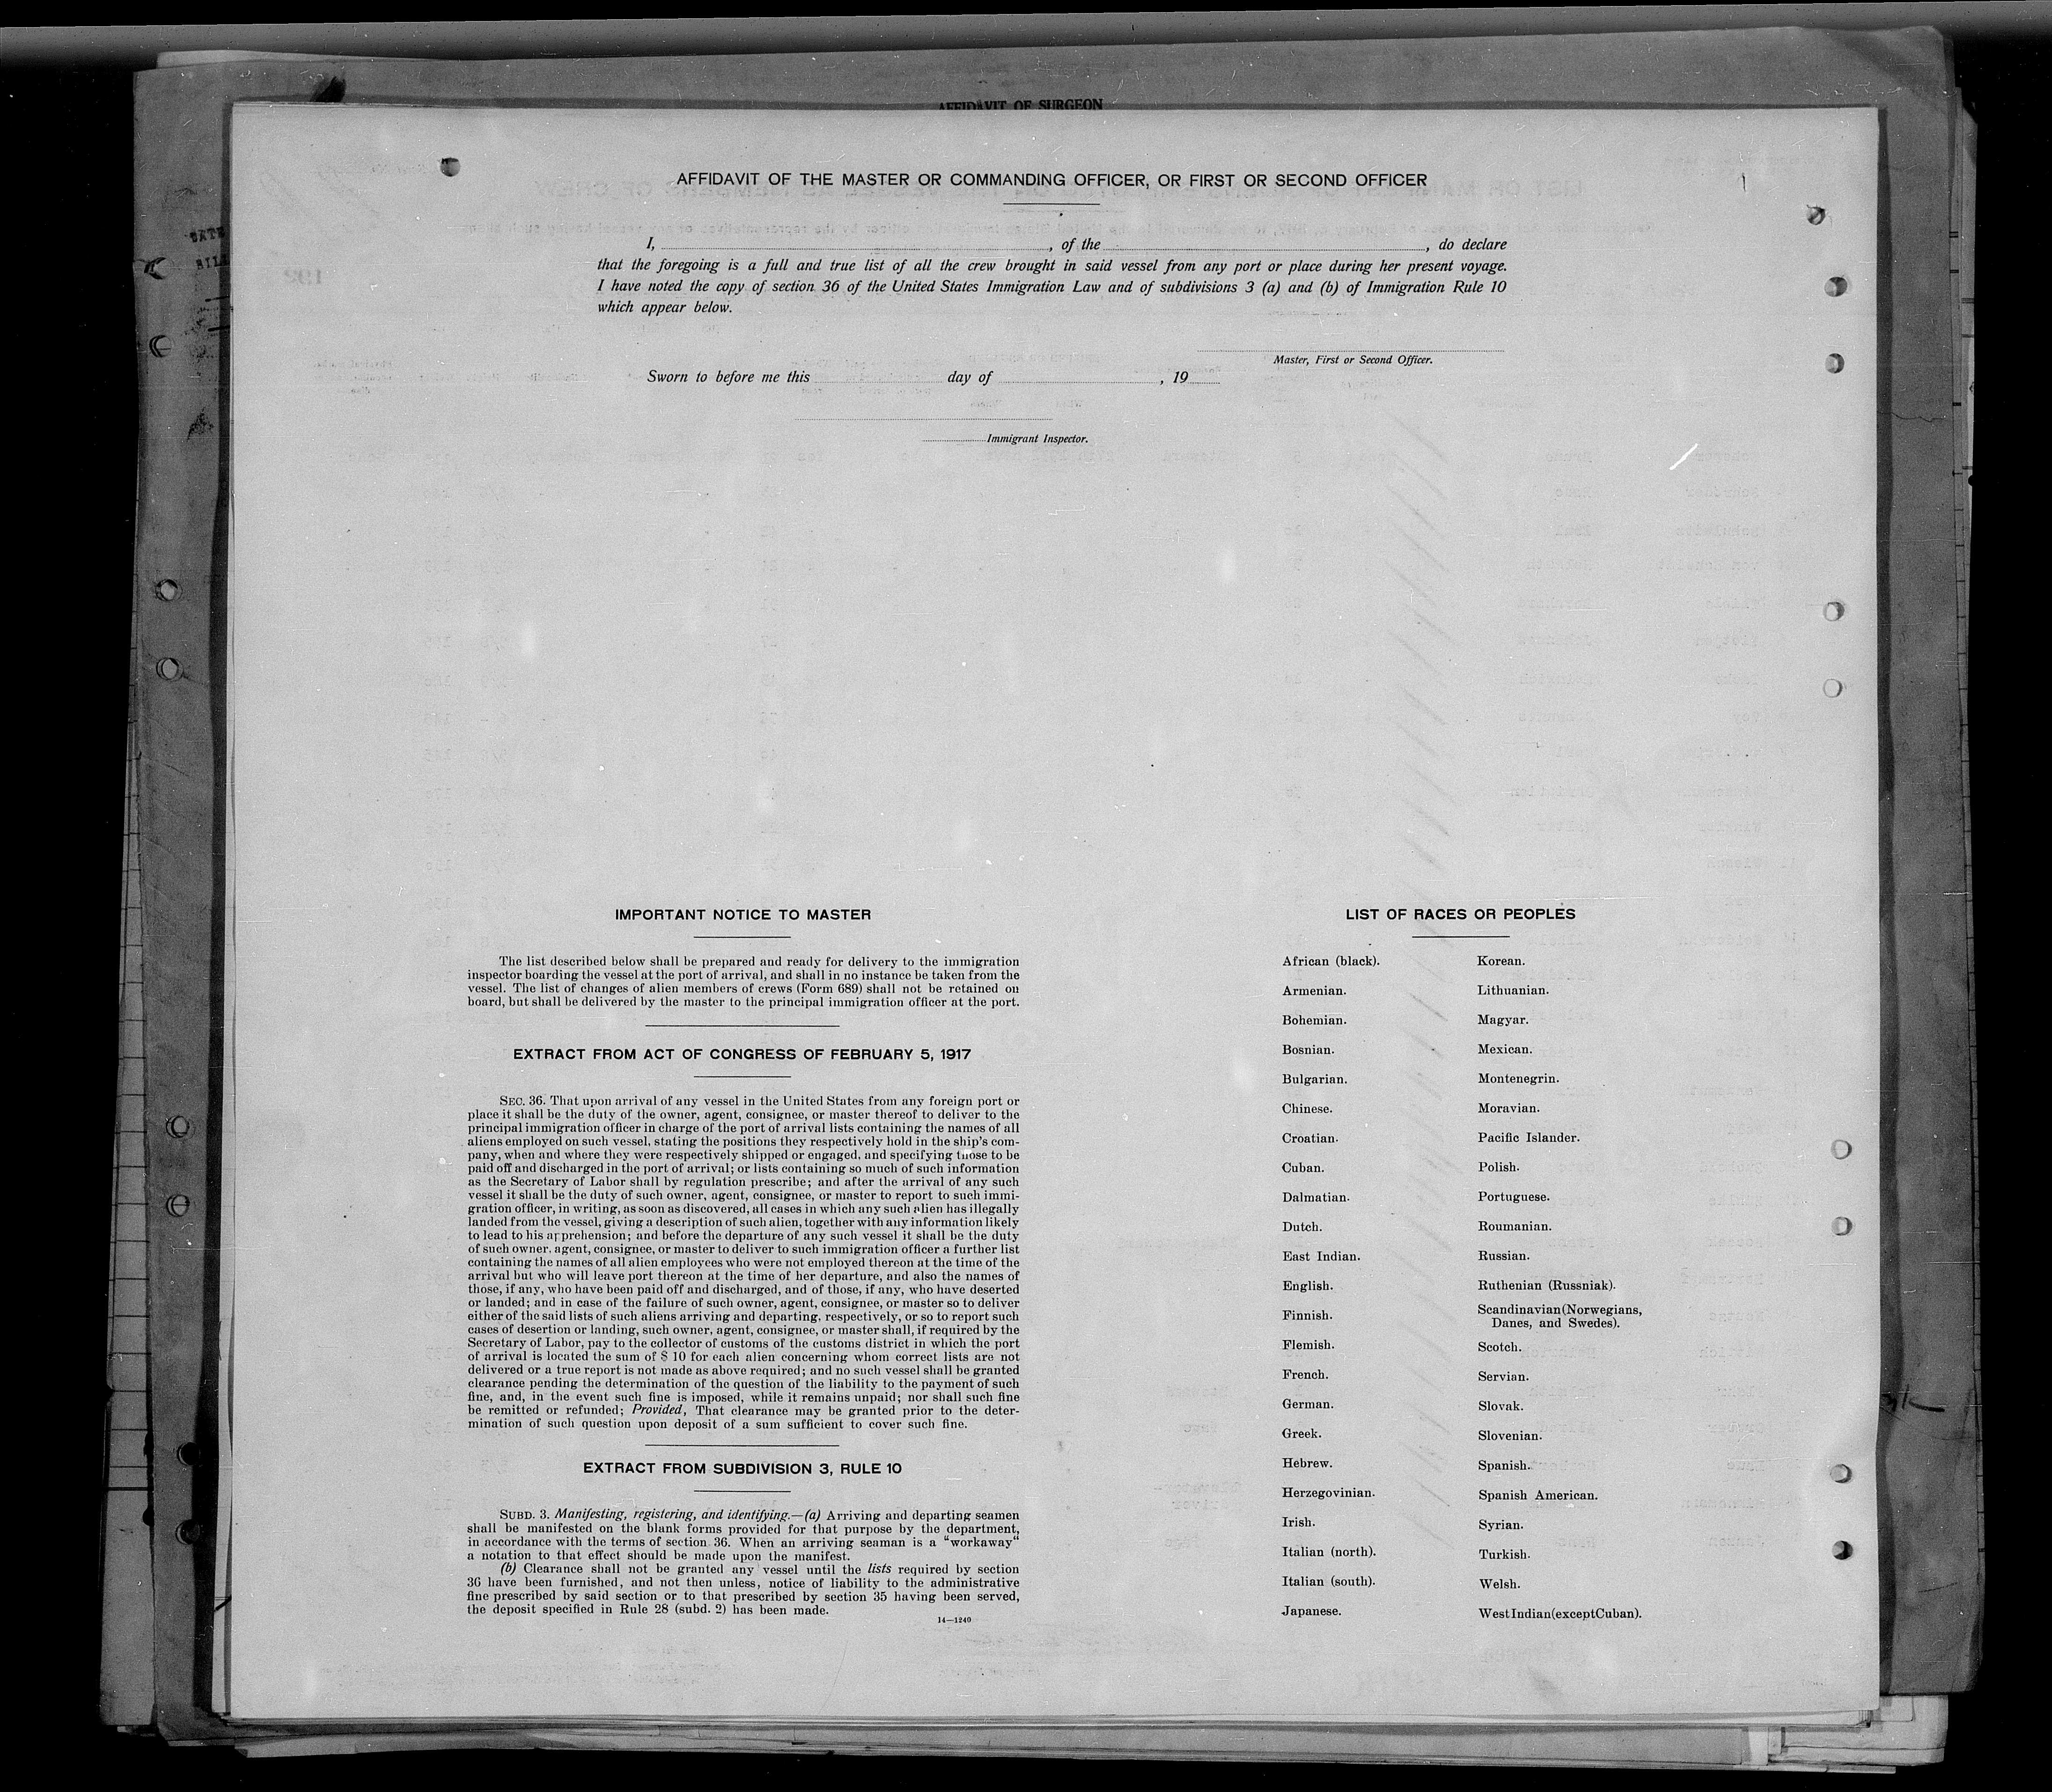 AFFIDAVIT OF SURGEON
AFFIDAVIT OF THE MASTER OR COMMANDING OFFICER, OR FIRST OR SECOND OFFICER
I, , of the , do declare
that the foregoing is a full and true list of all the crew brought in said vessel from any port or place during her present voyage.
I have noted the copy of section 36 of the United States Immigration Law and of subdivisions 3 (a) and (b) of Immigration Rule 10
which appear below.
Master, First or Second Officer.
Sworn to before me this day of , 19
Immigrant Inspector.
IMPORTANT NOTICE TO MASTER
The list described below shall be prepared and ready for delivery to the immigration
inspector boarding the vessel at the port of arrival, and shall in no instance be taken from the
vessel. The list of changes of alien members of crews (Form 689) shall not be retained on
board, but shall be delivered by the master to the principal immigration officer at the port.
EXTRACT FROM ACT OF CONGRESS OF FEBRUARY 5, 1917
SEC. 36. That upon arrival of any vessel in the United States from any foreign port or
place it shall be the duty of the owner, agent, consignee, or master thereof to deliver to the
principal immigration officer in charge of the port of arrival lists containing the names of all
aliens employed on such vessel, stating the positions they respectively hold in the ship's com-
pany, when and where they were respectively shipped or engaged, and specifying those to be
paid off and discharged in the port of arrival; or lists containing so much of such information
as the Secretary of Labor shall by regulation prescribe; and after the arrival of any such
vessel it shall be the duty of such owner, agent, consignee, or master to report to such immi-
gration officer, in writing, as soon as discovered, all cases in which any such alien has illegally
landed from the vessel, giving a description of such alien, together with any information likely
to lead to his apprehension; and before the departure of any such vessel it shall be the duty
of such owner, agent, consignee, or master to deliver to such immigration officer a further list
containing the names of all alien employees who were not employed thereon at the time of the
arrival but who will leave port thereon at the time of her departure, and also the names of
those, if any, who have been paid off and discharged, and of those, if any, who have deserted
or landed; and in case of the failure of such owner, agent, consignee, or master so to deliver
either of the said lists of such aliens arriving and departing, respectively, or so to report such
cases of desertion or landing, such owner, agent, consignee, or master shall, if required by the
Secretary of Labor, pay to the collector of customs of the customs district in which the port
of arrival is located the sum of $ 10 for each alien concerning whom correct lists are not
delivered or a true report is not made as above required; and no such vessel shall be granted
clearance pending the determination of the question of the liability to the payment of such
fine, and, in the event such fine is imposed, while it remains unpaid; nor shall such fine
be remitted or refunded; Provided, That clearance may be granted prior to the deter-
mination of such question upon deposit of a sum sufficient to cover such fine.
EXTRACT FROM SUBDIVISION 3, RULE 10
SUBD. 3. Manifesting, registering, and identifying.—(a) Arriving and departing seamen
shall be manifested on the blank forms provided for that purpose by the department,
in accordance with the terms of section 36. When an arriving seaman is a "workaway"
a notation to that effect should be made upon the manifest.
(b) Clearance shall not be granted any vessel until the lists required by section
36 have been furnished, and not then unless, notice of liability to the administrative
fine prescribed by said section or to that prescribed by section 35 having been served,
the deposit specified in Rule 28 (subd. 2) has been made.
14—1240
LIST OF RACES OR PEOPLES
African (black).
Armenian.
Bohemian.
Bosnian.
Bulgarian.
Chinese.
Croatian.
Cuban.
Dalmatian.
Dutch.
East Indian.
English.
Finnish.
Flemish.
French.
German.
Greek.
Hebrew.
Herzegovinian.
Irish.
Italian (north).
Italian (south).
Japanese.
Korean.
Lithuanian.
Magyar.
Mexican.
Montenegrin.
Moravian.
Pacific Islander.
Polish.
Portuguese.
Roumanian.
Russian.
Ruthenian (Russniak).
Scandinavian(Norwegians,
Danes, and Swedes).
Scotch.
Servian.
Slovak.
Slovenian.
Spanish.
Spanish American.
Syrian.
Turkish.
Welsh.
West Indian(except Cuban).